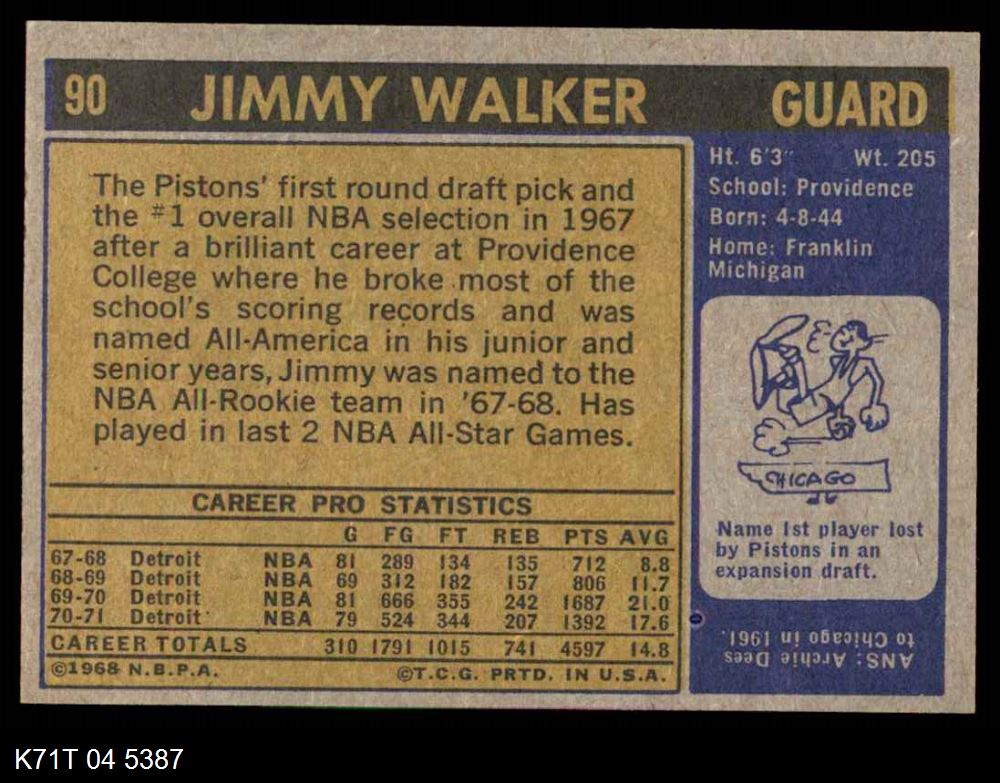 90 JIMMY WALKER GUARD
The Pistons' first round draft pick and
the #1 overall NBA selection in 1967
after a brilliant career at Providence
College where he broke most of the
school's scoring records and was
named All-America in his junior and
senior years, Jimmy was named to the
NBA All-Rookie team in '67-68. Has
played in last 2 NBA All-Star Games.
CAREER PRO STATISTICS
G FG FT REB PTS AVG
67-68 Detroit NBA 81 289 134 135 712 8.8
68-69 Detroit NBA 69 312 182 157 806 11.7
69-70 Detroit NBA 81 666 355 242 1687 21.0
70-71 Detroit NBA 79 524 344 207 1392 17.6
CAREER TOTALS 310 1791 1015 741 4597 14.8
©1968 N.B.P.A. ©T.C.G. PRTD. IN U.S.A.
Ht. 6'3" Wt. 205
School: Providence
Born: 4-8-44
Home: Franklin
Michigan
CHICAGO
Name 1st player lost
by Pistons in an
expansion draft.
ANS: Archie Dees
to Chicago in 1961.
K71T 04 5387